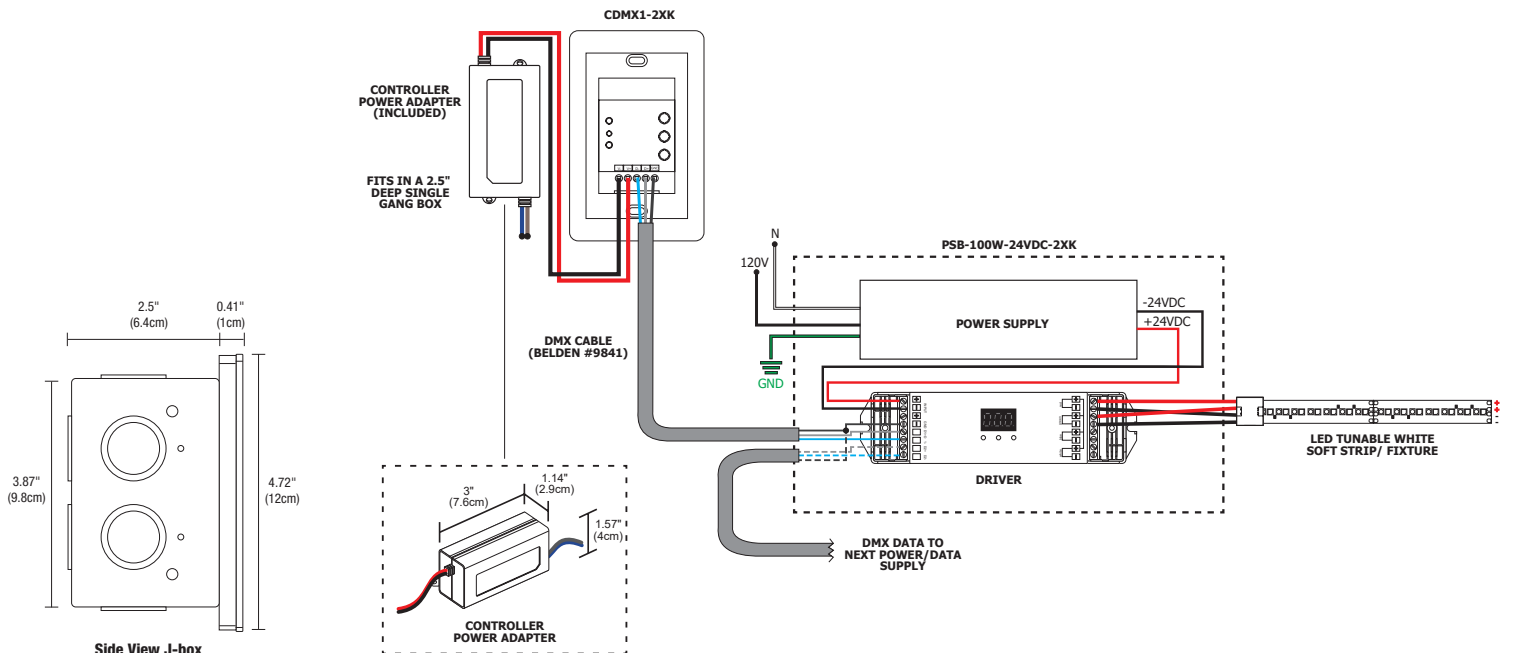 CDMX1-2XK
CONTROLLER
POWER ADAPTER
(INCLUDED)
FITS IN A 2.5"
DEEP SINGLE
GANG BOX
N
120V
PSB-100W-24VDC-2XK
-24VDC
+24VDC
POWER SUPPLY
GND
DMX CABLE
(BELDEN #9841)
2.5"
(6.4cm)
0.41"
(1cm)
3.87"
(9.8cm)
4.72"
(12cm)
Side View J-box
DRIVER
LED TUNABLE WHITE
SOFT STRIP/ FIXTURE
DMX DATA TO
NEXT POWER/DATA
SUPPLY
3"
(7.6cm)
1.14"
(2.9cm)
1.57"
(4cm)
CONTROLLER
POWER ADAPTER